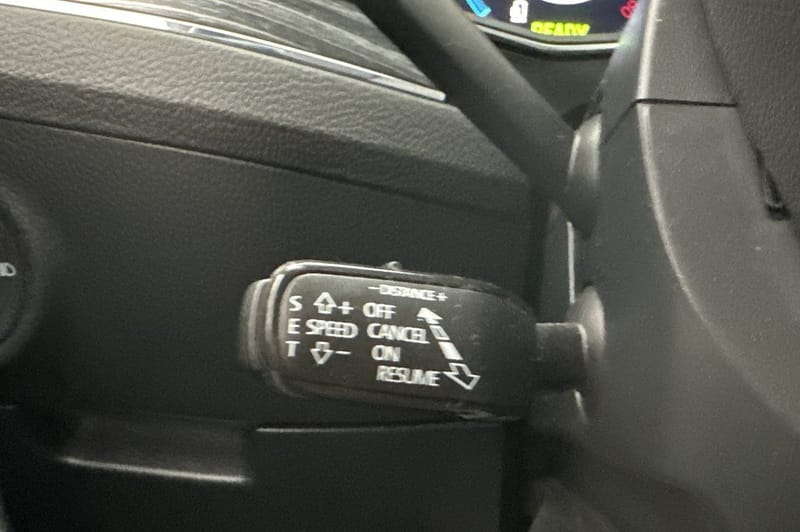 READY
- DISTANCE +
S + OFF
E SPEED CANCEL
T - ON
RESUME